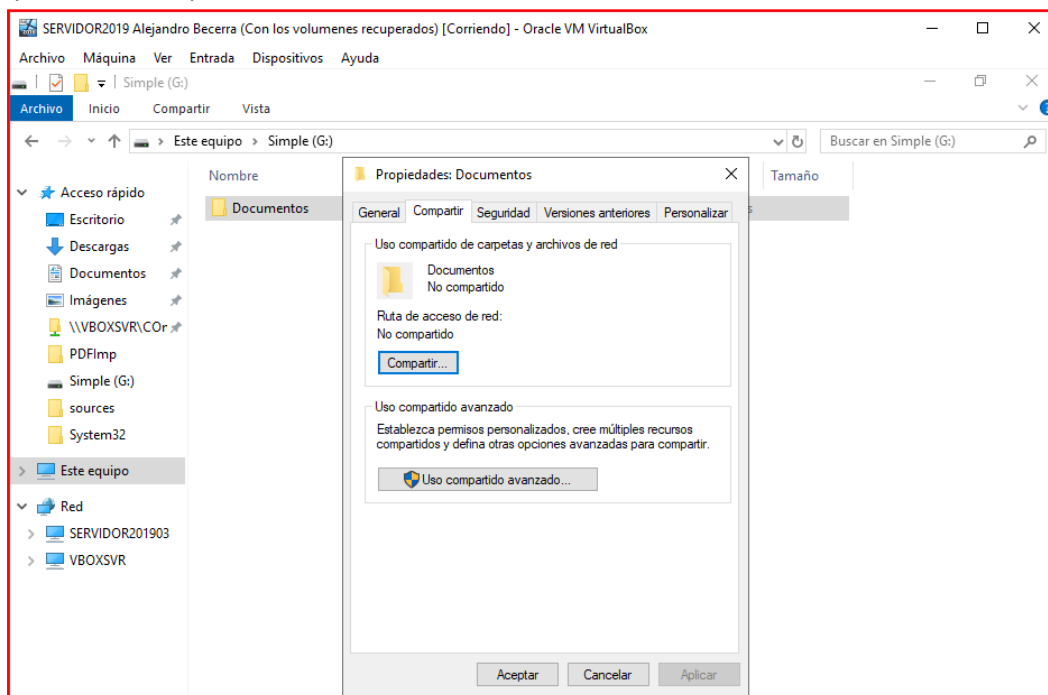 SERVIDOR2019 Alejandro Becerra (Con los volumenes recuperados) [Corriendo] - Oracle VM VirtualBox
Archivo Máquina Ver Entrada Dispositivos Ayuda
Simple (G:)
Archivo Inicio Compartir Vista
Este equipo > Simple (G:)
Buscar en Simple (G:)
Acceso rápido
Escritorio
Descargas
Documentos
Imágenes
\\VBOXSVR\COr
PDFImp
Simple (G:)
sources
System32
Este equipo
Red
SERVIDOR201903
VBOXSVR
Nombre
Tamaño
Documentos
Propiedades: Documentos
General Compartir Seguridad Versiones anteriores Personalizar
Uso compartido de carpetas y archivos de red
Documentos
No compartido
Ruta de acceso de red:
No compartido
Compartir...
Uso compartido avanzado
Establezca permisos personalizados, cree múltiples recursos
compartidos y defina otras opciones avanzadas para compartir.
Uso compartido avanzado...
Aceptar Cancelar Aplicar